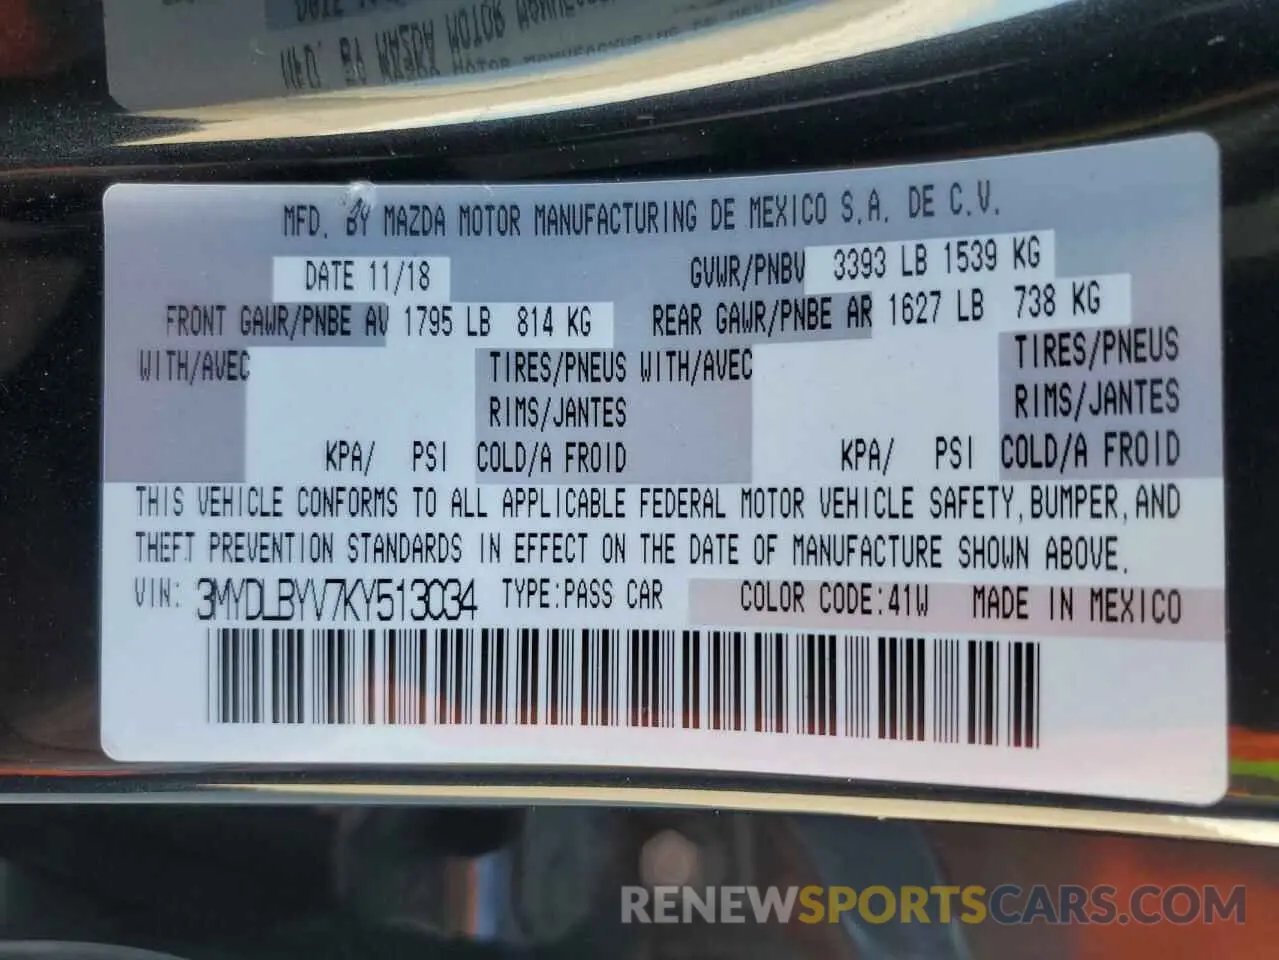 MFD. BY MAZDA MOTOR MANUFACTURING DE MEXICO S.A. DE C.V.
DATE 11/18 GVWR/PNBV 3393 LB 1539 KG
FRONT GAWR/PNBE AV 1795 LB 814 KG REAR GAWR/PNBE AR 1627 LB 738 KG
WITH/AVEC TIRES/PNEUS WITH/AVEC TIRES/PNEUS
RIMS/JANTES RIMS/JANTES
KPA/ PSI COLD/A FROID KPA/ PSI COLD/A FROID
THIS VEHICLE CONFORMS TO ALL APPLICABLE FEDERAL MOTOR VEHICLE SAFETY, BUMPER, AND
THEFT PREVENTION STANDARDS IN EFFECT ON THE DATE OF MANUFACTURE SHOWN ABOVE.
VIN: 3MYDLBYV7KY513034 TYPE:PASS CAR COLOR CODE:41W MADE IN MEXICO
RENEWSPORTSCARS.COM